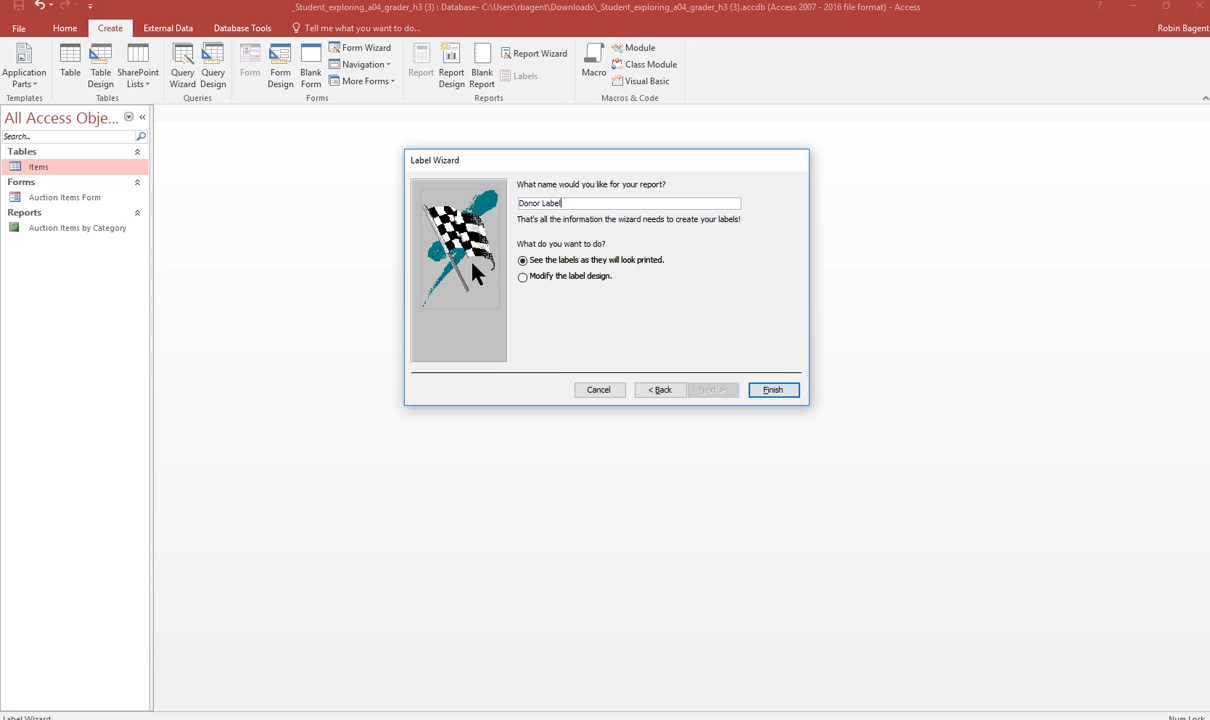 _Student_exploring_a04_grader_h3 (3) : Database- C:\Users\rbagent\Downloads\_Student_exploring_a04_grader_h3 (3).accdb (Access 2007 - 2016 file format) - Access
File Home Create External Data Database Tools Tell me what you want to do... Robin Bagent
Application Parts
Table
Table Design
SharePoint Lists
Query Wizard
Query Design
Form
Form Design
Blank Form
Form Wizard
Navigation
More Forms
Report
Report Design
Blank Report
Report Wizard
Labels
Macro
Module
Class Module
Visual Basic
Templates Tables Queries Forms Reports Macros & Code
All Access Obje...
Search...
Tables
Items
Forms
Auction Items Form
Reports
Auction Items by Category
Label Wizard
What name would you like for your report?
Donor Label
That's all the information the wizard needs to create your labels!
What do you want to do?
See the labels as they will look printed.
Modify the label design.
Cancel < Back Next > Finish
Label Wizard Num Lock